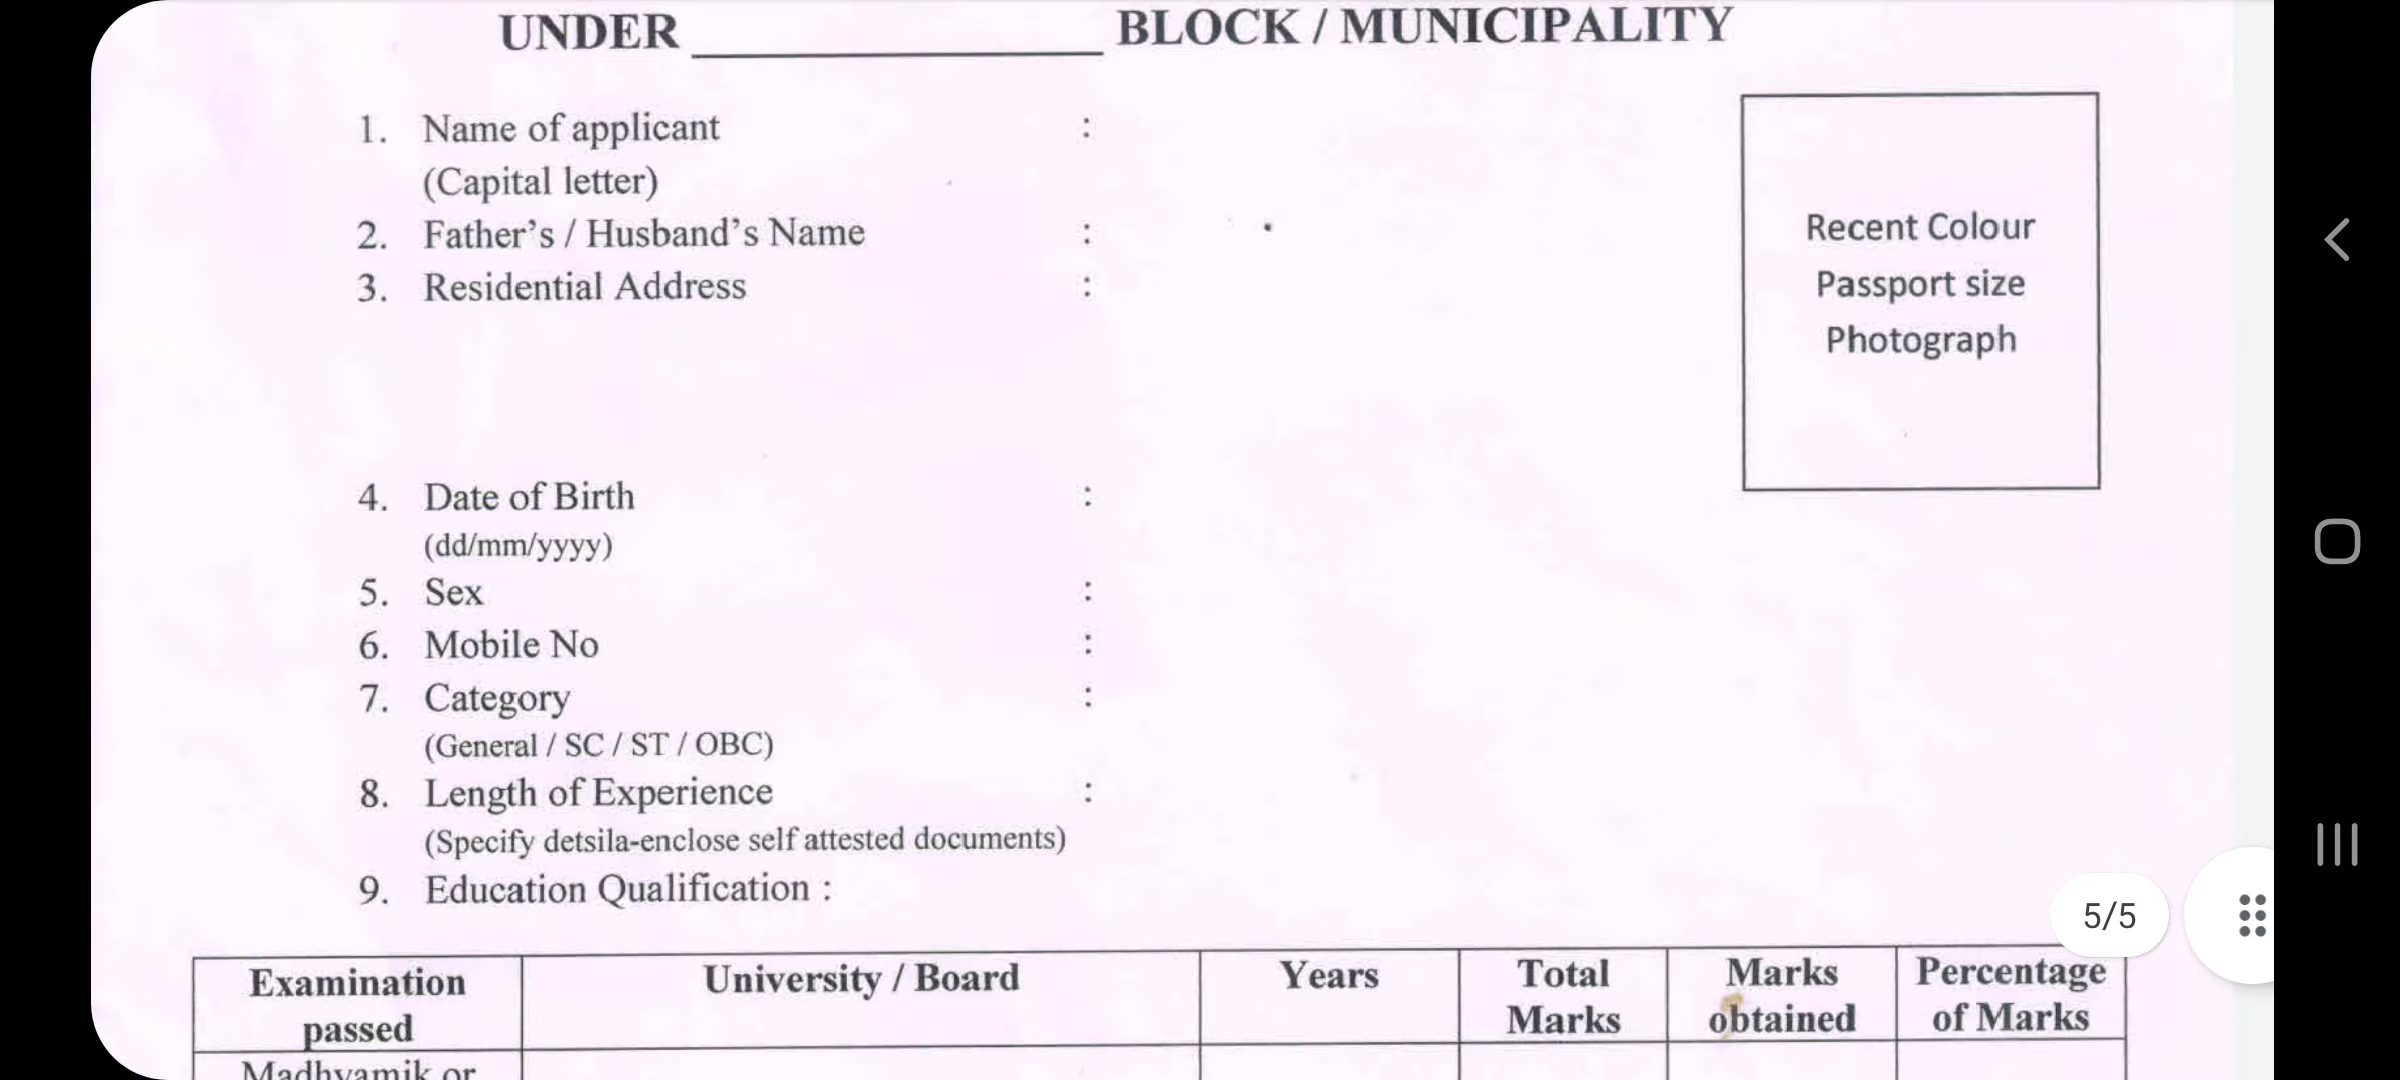 UNDER ____________ BLOCK / MUNICIPALITY
1. Name of applicant :
(Capital letter)
2. Father's / Husband's Name :
3. Residential Address :
Recent Colour
Passport size
Photograph
4. Date of Birth :
(dd/mm/yyyy)
5. Sex :
6. Mobile No :
7. Category :
(General / SC / ST / OBC)
8. Length of Experience :
(Specify detsila-enclose self attested documents)
9. Education Qualification :
5/5
Examination passed University / Board Years Total Marks Marks obtained Percentage of Marks
Madhyamik or